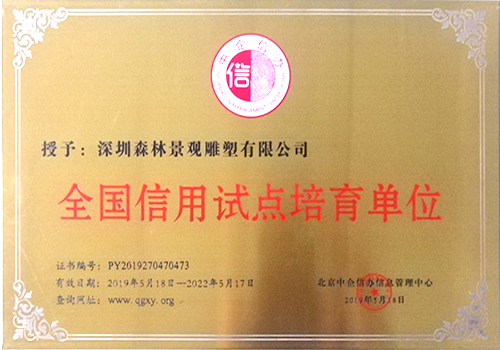 中企信办
信
授予：深圳森林景观雕塑有限公司
全国信用试点培育单位
证书编号：PY2019270470473
有效日期：2019年5月18日—2022年5月17日
查询网址：www.qgxy.org
北京中企信办信息管理中心
2019年5月18日